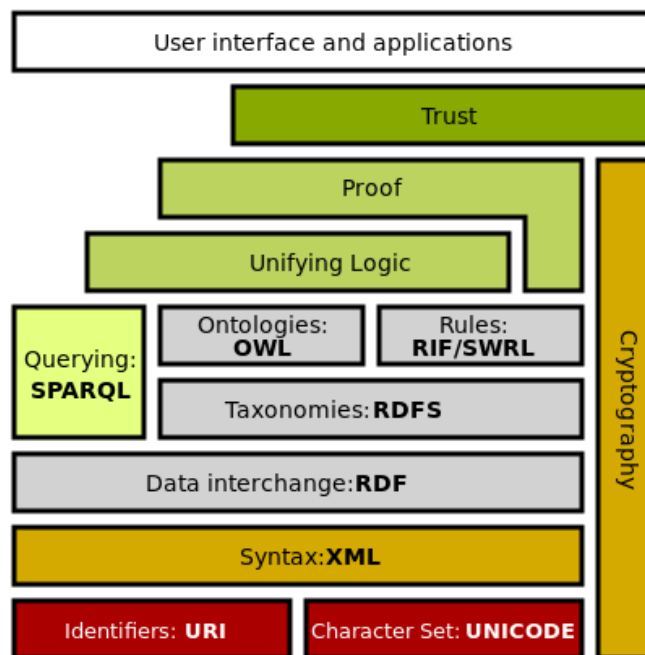 User interface and applications
Trust
Proof
Unifying Logic
Ontologies:
OWL
Rules:
RIF/SWRL
Querying:
SPARQL
Taxonomies:RDFS
Data interchange:RDF
Syntax:XML
Identifiers: URI
Character Set: UNICODE
Cryptography